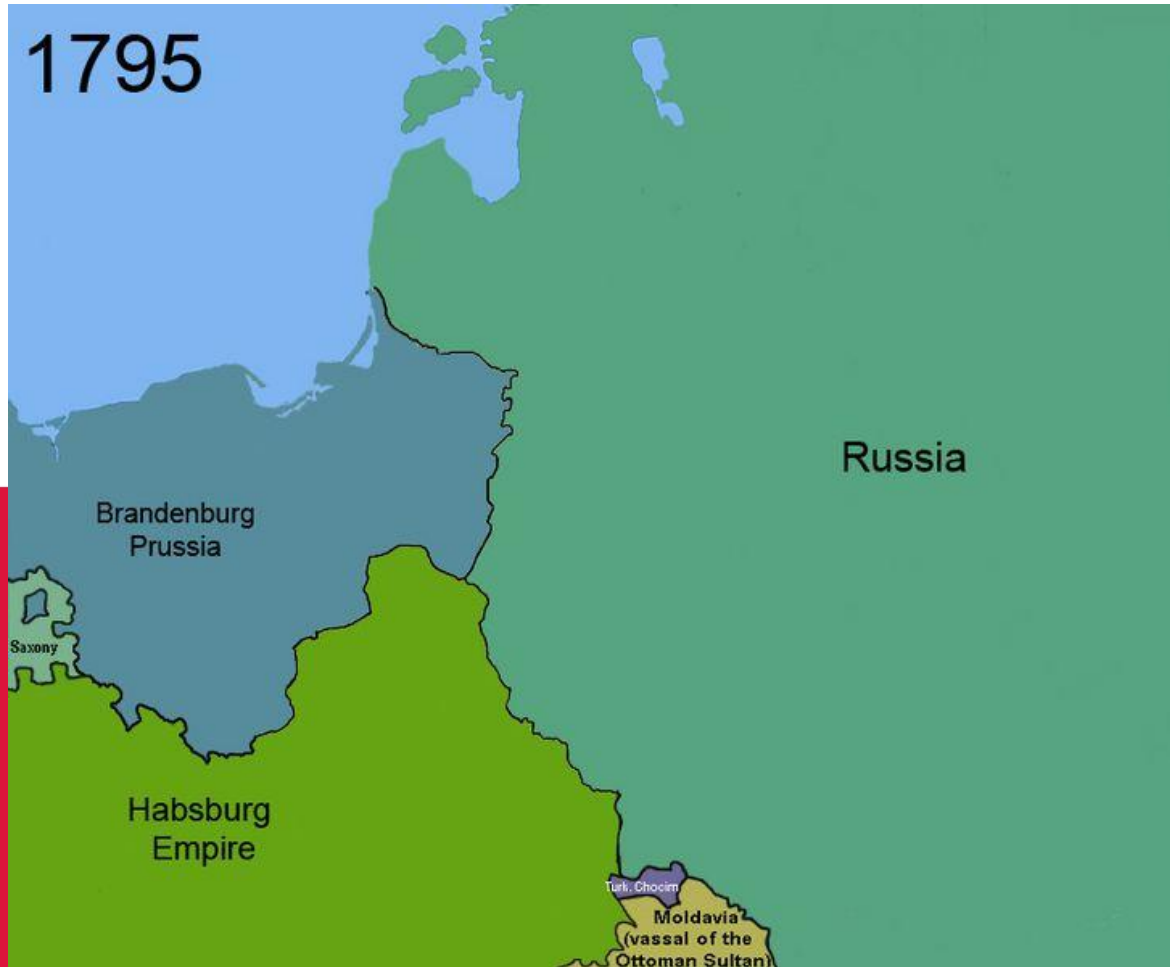 1795
Russia
Brandenburg
Prussia
Saxony
Habsburg
Empire
Turk. Chocim
Moldavia
(vassal of the
Ottoman Sultan)